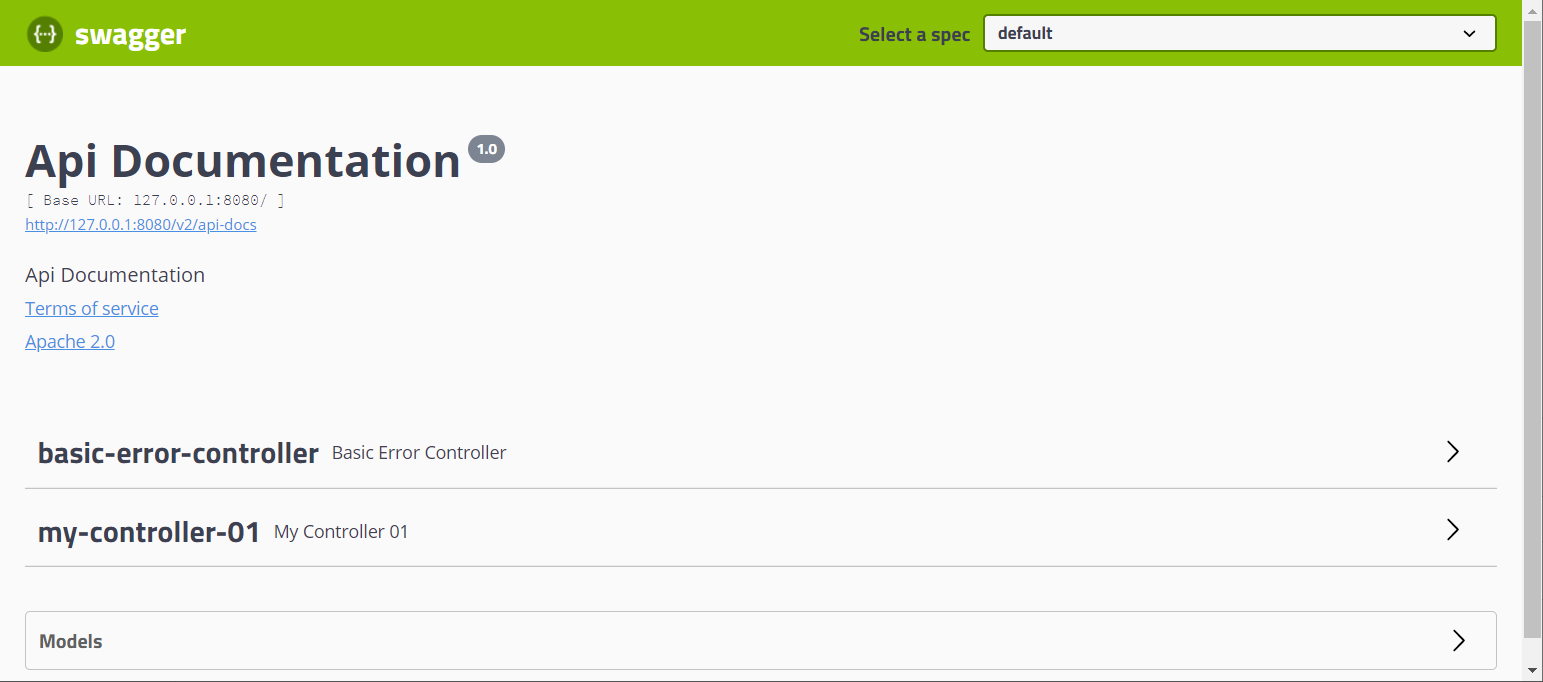 {...} swagger
Select a spec default
Api Documentation 1.0
[ Base URL: 127.0.0.1:8080/ ]
http://127.0.0.1:8080/v2/api-docs
Api Documentation
Terms of service
Apache 2.0
basic-error-controller Basic Error Controller
my-controller-01 My Controller 01
Models